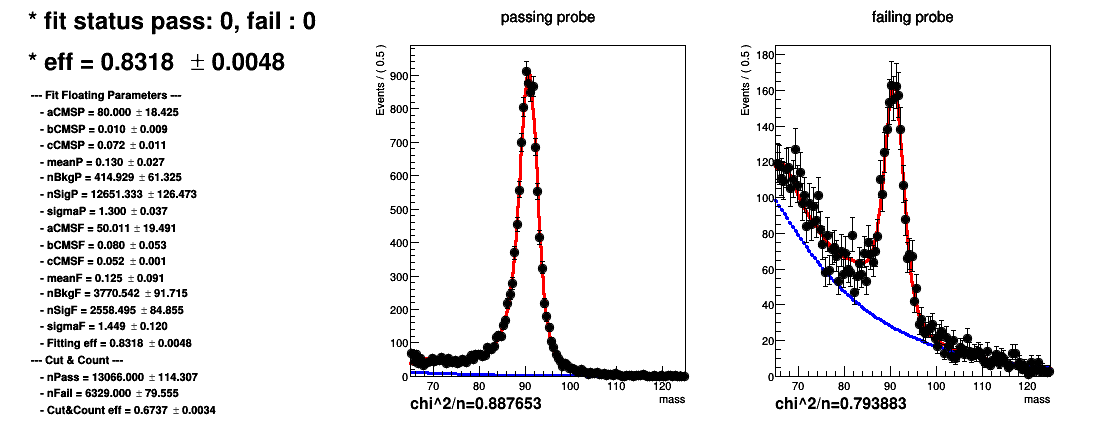 * fit status pass: 0, fail : 0
* eff = 0.8318 ± 0.0048
--- Fit Floating Parameters ---
- aCMSP = 80.000 ± 18.425
- bCMSP = 0.010 ± 0.009
- cCMSP = 0.072 ± 0.011
- meanP = 0.130 ± 0.027
- nBkgP = 414.929 ± 61.325
- nSigP = 12651.333 ± 126.473
- sigmaP = 1.300 ± 0.037
- aCMSF = 50.011 ± 19.491
- bCMSF = 0.080 ± 0.053
- cCMSF = 0.052 ± 0.001
- meanF = 0.125 ± 0.091
- nBkgF = 3770.542 ± 91.715
- nSigF = 2558.495 ± 84.855
- sigmaF = 1.449 ± 0.120
- Fitting eff = 0.8318 ± 0.0048
--- Cut & Count ---
- nPass = 13066.000 ± 114.307
- nFail = 6329.000 ± 79.555
- Cut&Count eff = 0.6737 ± 0.0034
passing probe
Events / ( 0.5 )
900
800
700
600
500
400
300
200
100
0
70 80 90 100 110 120
mass
chi^2/n=0.887653
failing probe
Events / ( 0.5 )
180
160
140
120
100
80
60
40
20
0
70 80 90 100 110 120
mass
chi^2/n=0.793883